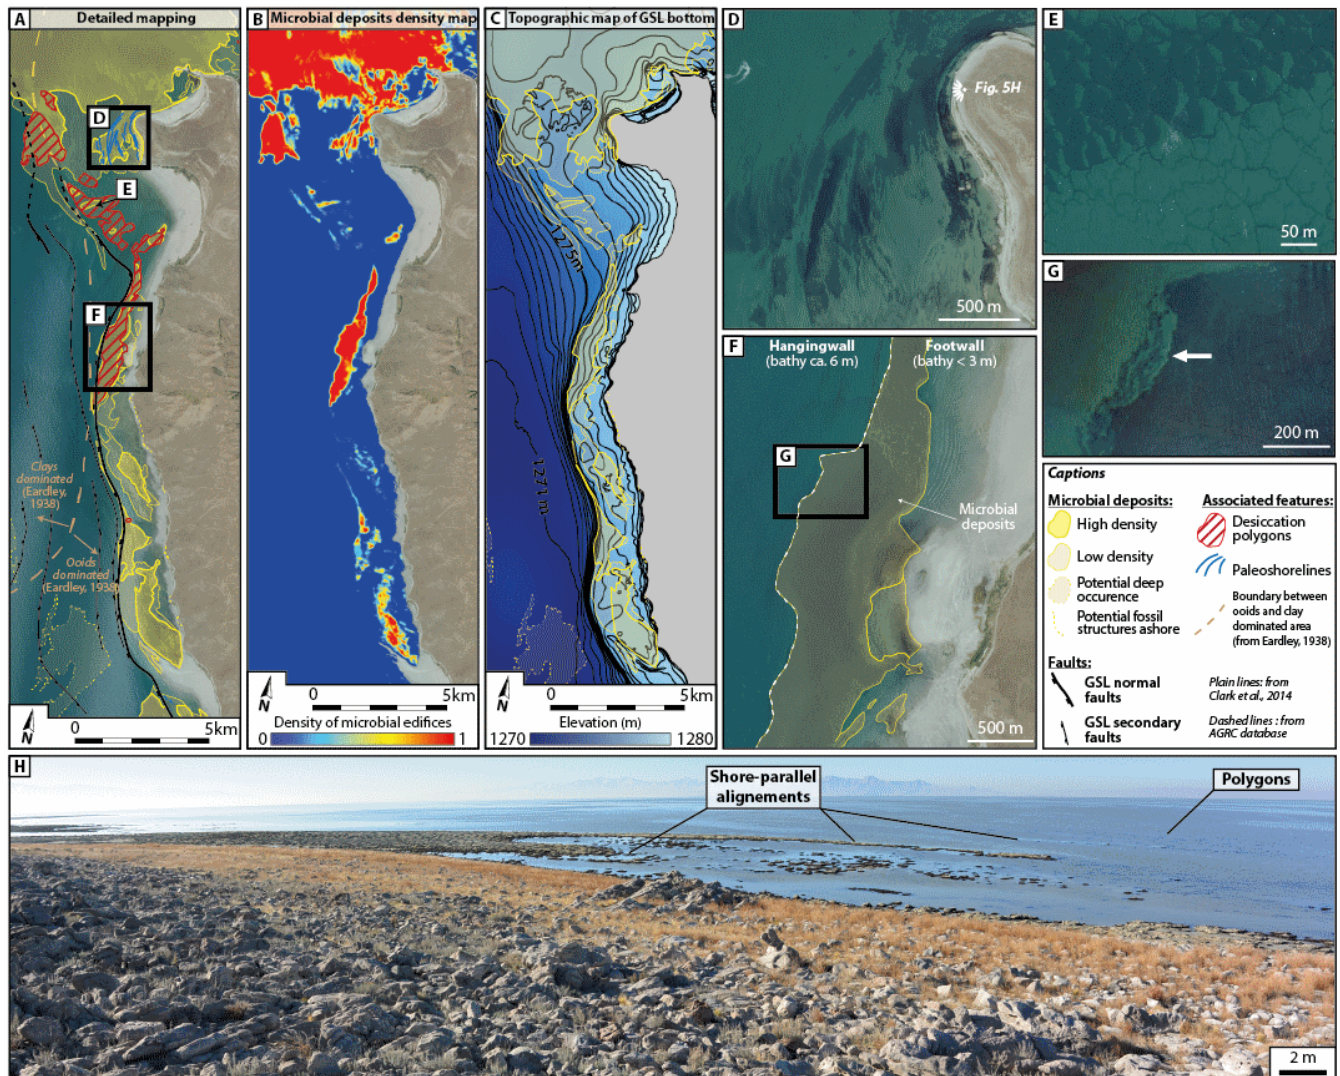 A
Detailed mapping
D
E
F
Clays
dominated
(Eardley,
1938)
Ooids
dominated
(Eardley, 1938)
N
0
5km
B
Microbial deposits density map
N
0
5km
Density of microbial edifices
0
1
C
Topographic map of GSL bottom
1275m
1271 m
N
0
5km
Elevation (m)
1270
1280
D
Fig. 5H
500 m
E
50 m
F
Hangingwall
(bathy ca. 6 m)
Footwall
(bathy < 3 m)
G
Microbial
deposits
500 m
G
200 m
Captions
Microbial deposits:
High density
Low density
Potential deep
occurence
Potential fossil
structures ashore
Associated features:
Desiccation
polygons
Paleoshorelines
Boundary between
ooids and clay
dominated area
(from Eardley, 1938)
Faults:
GSL normal
faults
GSL secondary
faults
Plain lines: from
Clark et al., 2014
Dashed lines : from
AGRC database
H
Shore-parallel
alignements
Polygons
2 m